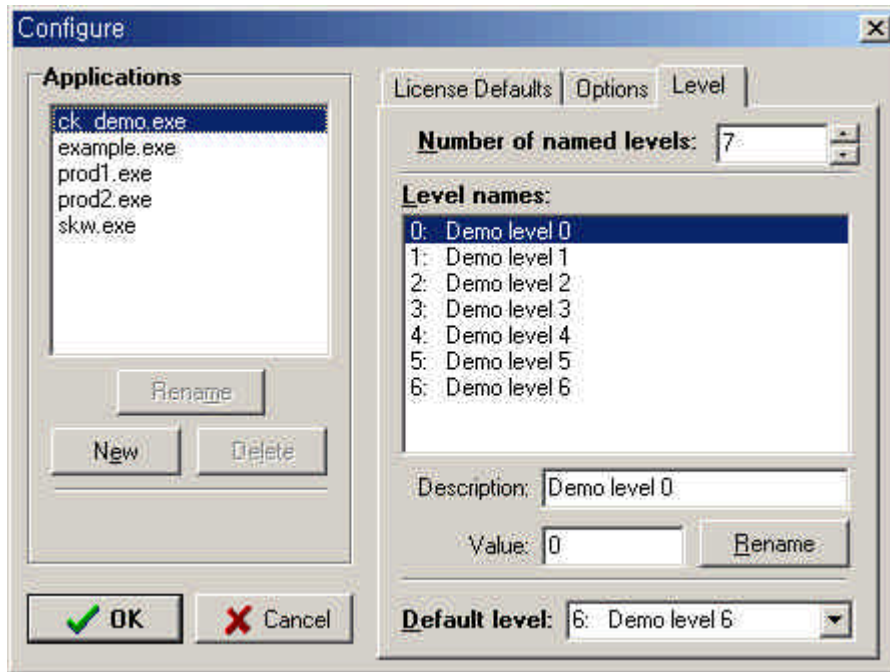 Configure
Applications
ck_demo.exe
example.exe
prod1.exe
prod2.exe
skw.exe
Rename
New
Delete
OK
Cancel
License Defaults
Options
Level
Number of named levels: 7
Level names:
0: Demo level 0
1: Demo level 1
2: Demo level 2
3: Demo level 3
4: Demo level 4
5: Demo level 5
6: Demo level 6
Description: Demo level 0
Value: 0
Rename
Default level: 6: Demo level 6